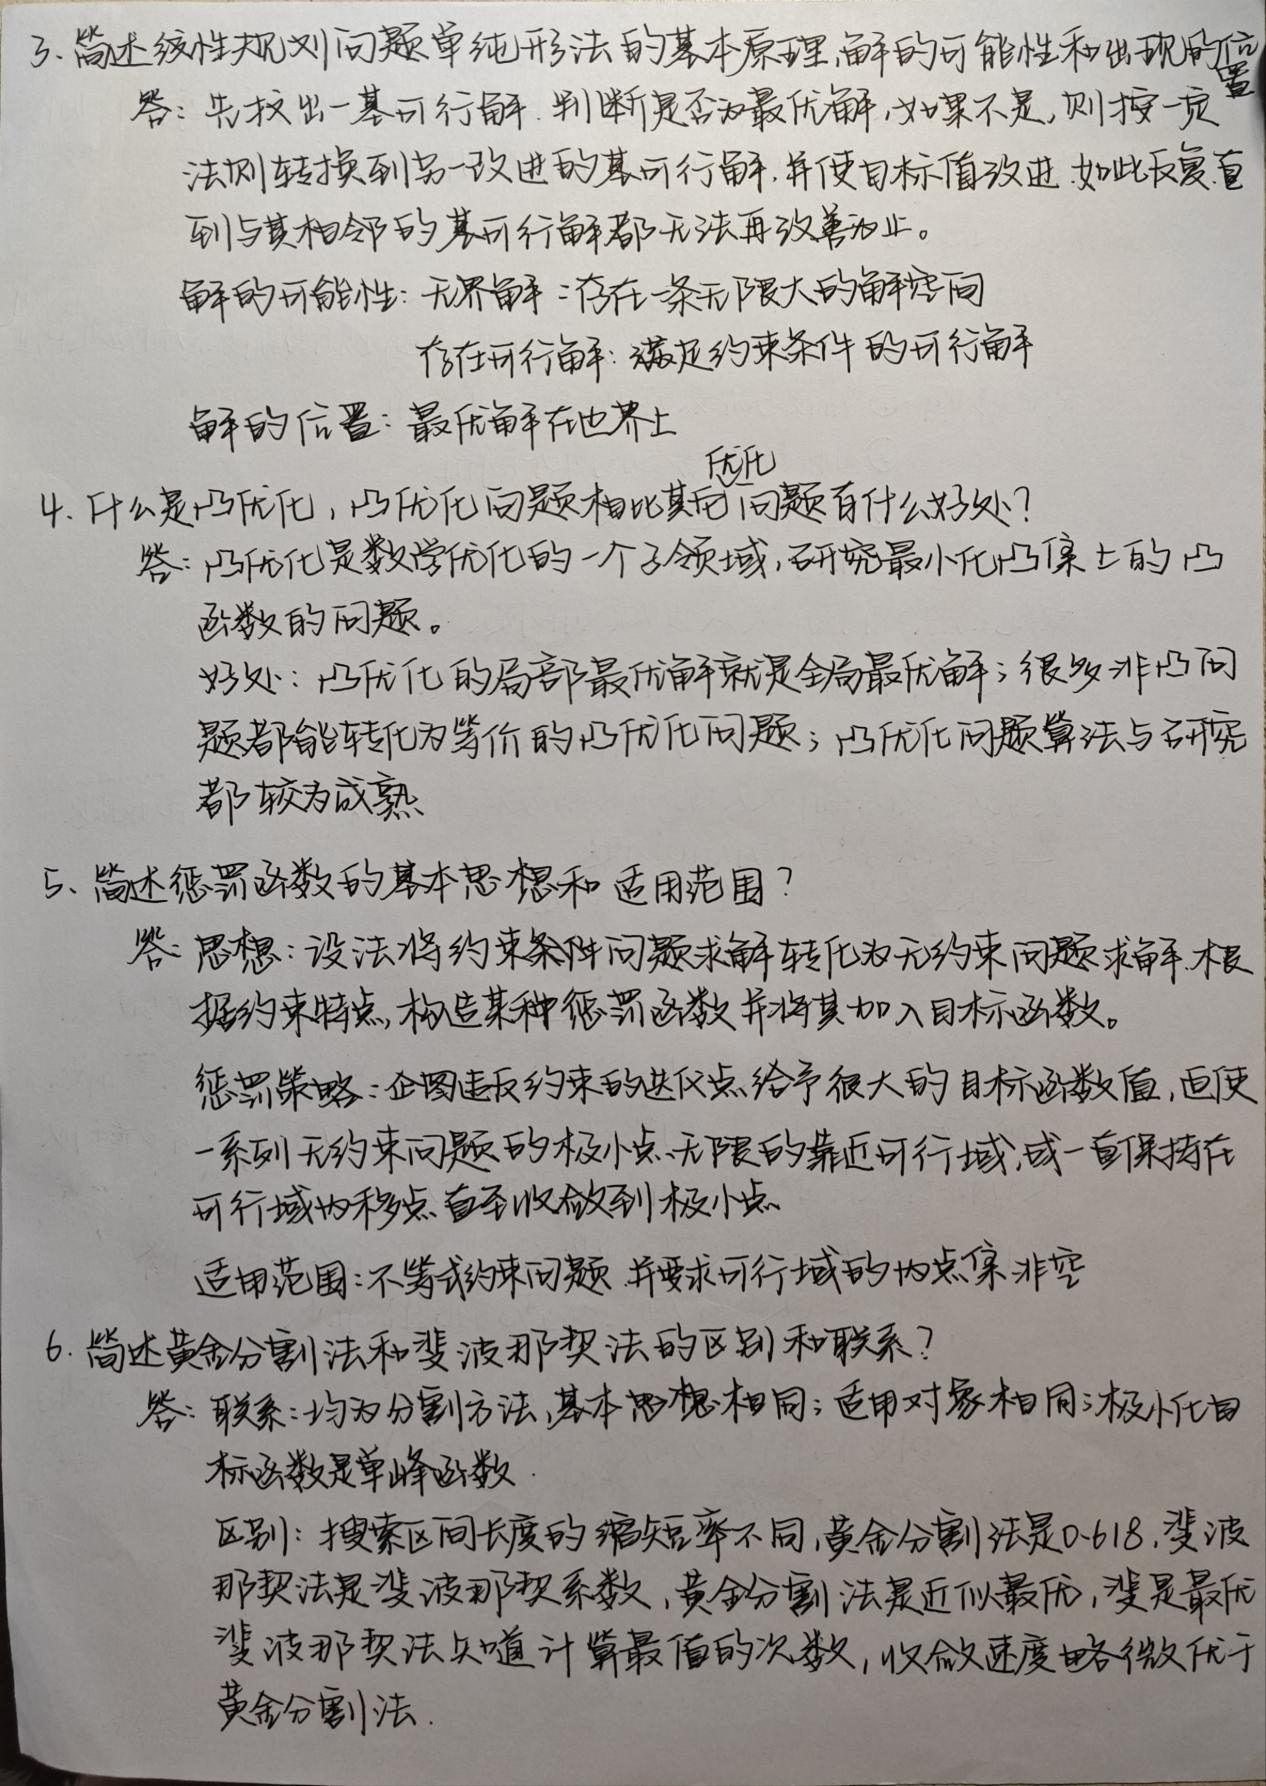 3、简述线性规划问题单纯形法的基本原理,解的可能性和出现的位置
答:先找出一基可行解.判断是否为最优解,如果不是,则按一定
法则转换到另一改进的基可行解,并使目标值改进.如此反复,直
到与其相邻的基可行解都无法再改善为止。
解的可能性:无界解:存在一条无限大的解空间
存在可行解:满足约束条件的可行解
解的位置:最优解在边界上
4.什么是凸优化,凸优化问题相比其他优化问题有什么好处?
答:凸优化是数学优化的一个子领域,研究最小化凸集上的凸
函数的问题。
好处:凸优化的局部最优解就是全局最优解;很多非凸问
题都能转化为等价的凸优化问题;凸优化问题算法与研究
都较为成熟
5、简述惩罚函数的基本思想和适用范围?
答:思想:设法将约束条件问题求解转化为无约束问题求解.根
据约束特点,构造某种惩罚函数并将其加入目标函数。
惩罚策略:企图违反约束的迭代点给予很大的目标函数值,迫使
一系列无约束问题的极小点无限的靠近可行域,或一直保持在
可行域内移点直至收敛到极小点
适用范围:不等式约束问题.并要求可行域的内点集非空
6.简述黄金分割法和斐波那契法的区别和联系?
答:联系:均为分割方法,基本思想相同;适用对象相同;极小化目
标函数是单峰函数.
区别:搜索区间长度的缩短率不同,黄金分割法是0.618,斐波
那契法是斐波那契系数,黄金分割法是近似最优,斐是最优
斐波那契法知道计算最值的次数,收敛速度略微优于
黄金分割法.